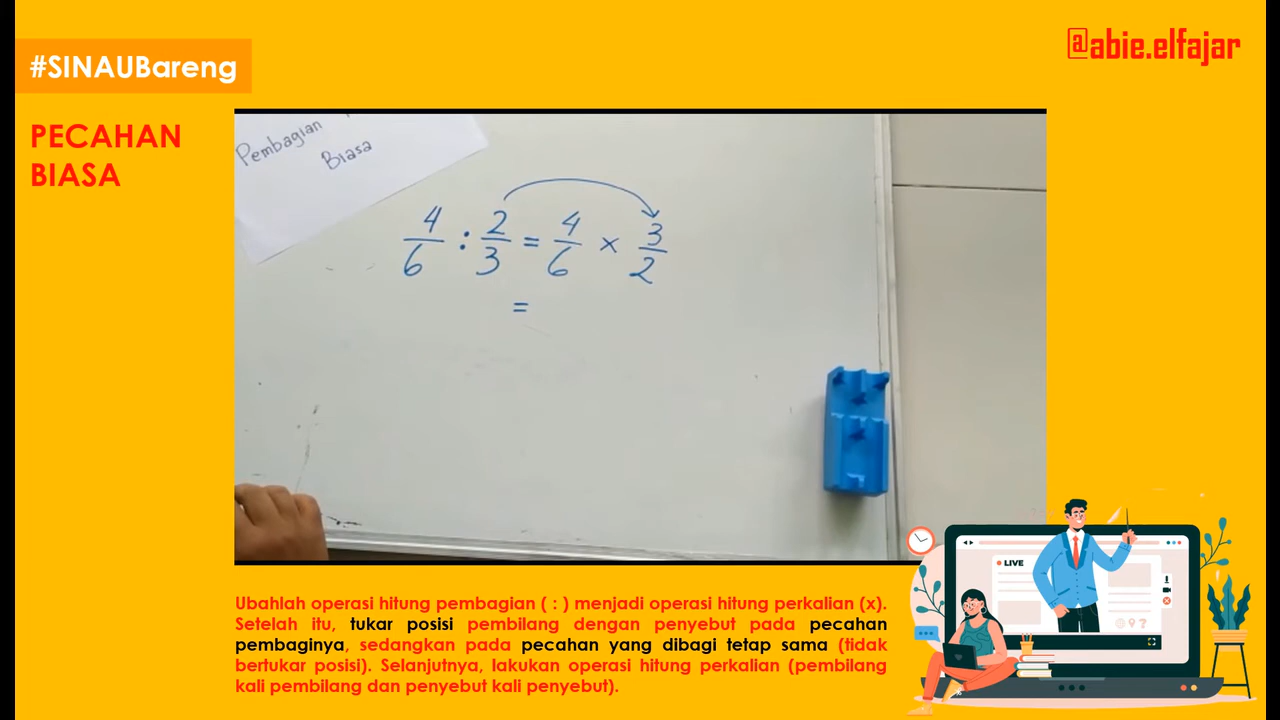 #SINAUBareng
@abie.elfajar
PECAHAN
BIASA
Pembagian
Biasa
4/6 : 2/3 = 4/6 x 3/2
=
LIVE
Ubahlah operasi hitung pembagian ( : ) menjadi operasi hitung perkalian (x).
Setelah itu, tukar posisi pembilang dengan penyebut pada pecahan
pembaginya, sedangkan pada pecahan yang dibagi tetap sama (tidak
bertukar posisi). Selanjutnya, lakukan operasi hitung perkalian (pembilang
kali pembilang dan penyebut kali penyebut).